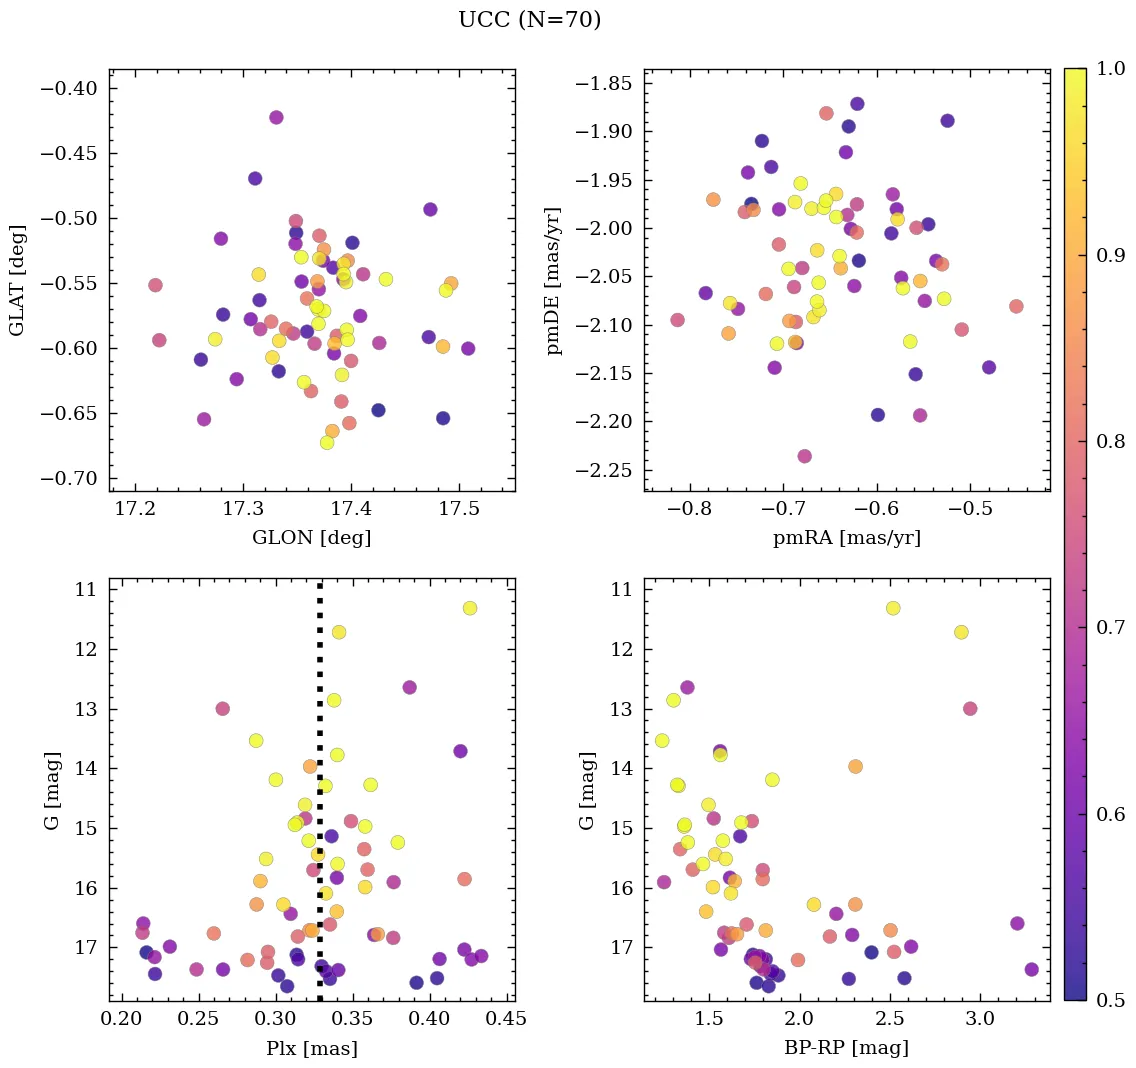 UCC (N=70)
−0.40
−0.45
−0.50
−0.55
−0.60
−0.65
−0.70
GLAT [deg]
17.2 17.3 17.4 17.5
GLON [deg]
−1.85
−1.90
−1.95
−2.00
−2.05
−2.10
−2.15
−2.20
−2.25
pmDE [mas/yr]
−0.8 −0.7 −0.6 −0.5
pmRA [mas/yr]
11
12
13
14
15
16
17
G [mag]
0.20 0.25 0.30 0.35 0.40 0.45
Plx [mas]
11
12
13
14
15
16
17
G [mag]
1.5 2.0 2.5 3.0
BP-RP [mag]
1.0
0.9
0.8
0.7
0.6
0.5